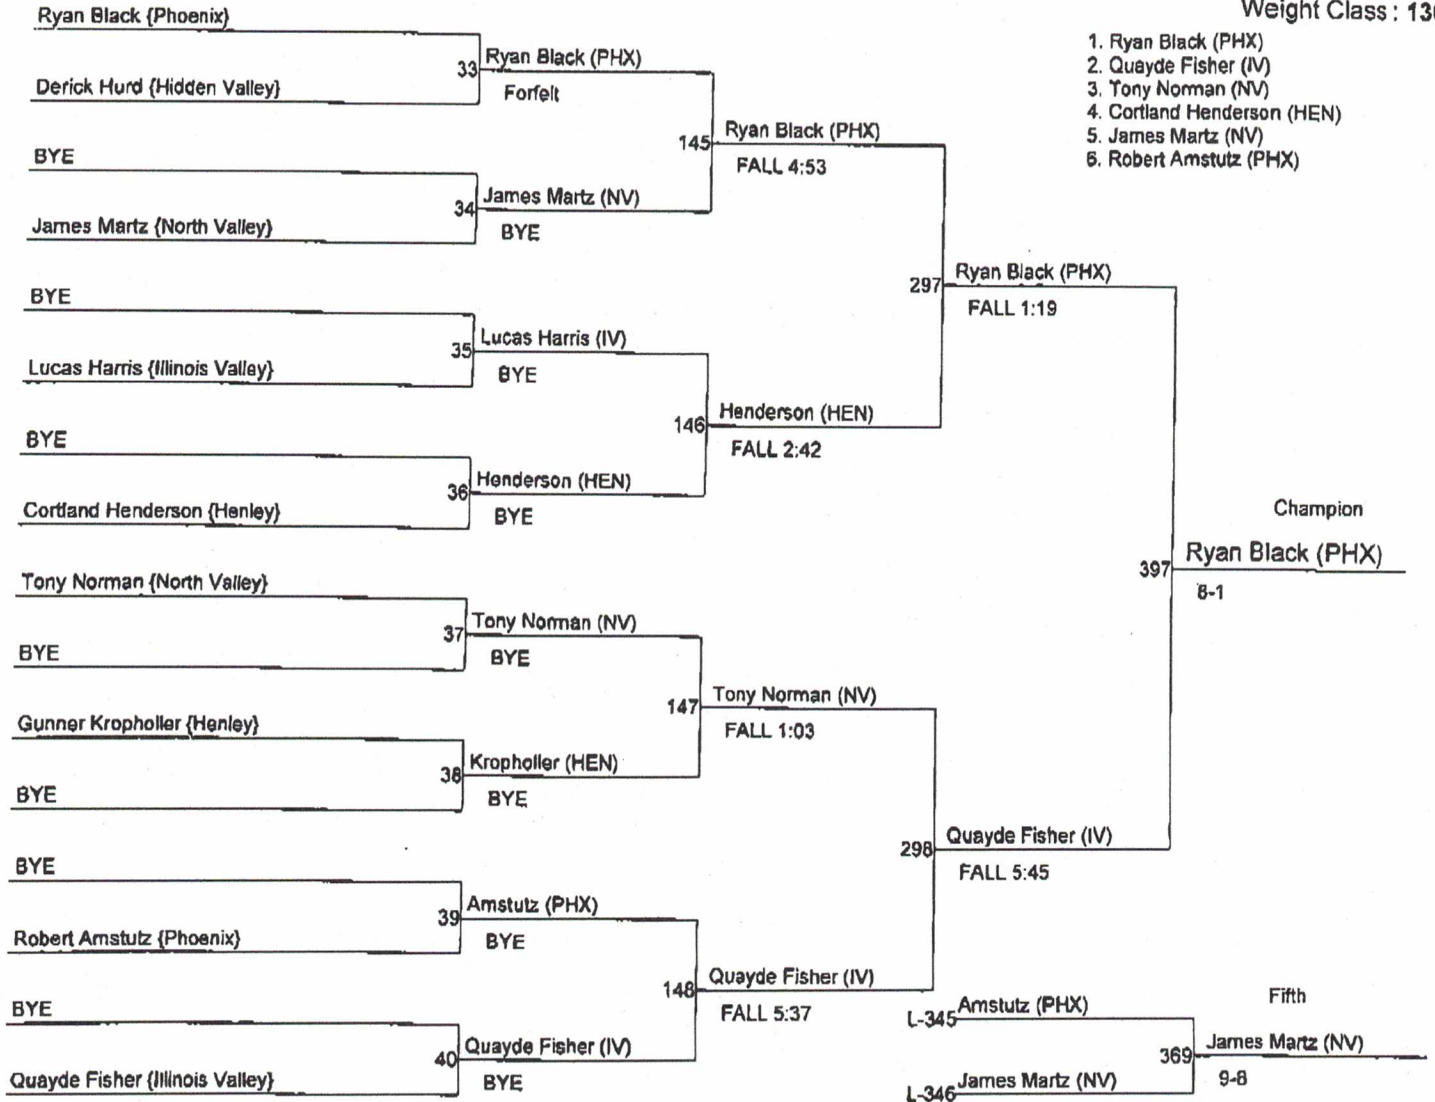 Weight Class : 13
1. Ryan Black (PHX)
2. Quayde Fisher (IV)
3. Tony Norman (NV)
4. Cortland Henderson (HEN)
5. James Martz (NV)
6. Robert Amstutz (PHX)
Ryan Black {Phoenix}
Derick Hurd {Hidden Valley}
BYE
James Martz {North Valley}
BYE
Lucas Harris {Illinois Valley}
BYE
Cortland Henderson {Henley}
Tony Norman {North Valley}
BYE
Gunner Kropholler {Henley}
BYE
BYE
Robert Amstutz {Phoenix}
BYE
Quayde Fisher {Illinois Valley}
33 Ryan Black (PHX)
Forfeit
34 James Martz (NV)
BYE
35 Lucas Harris (IV)
BYE
36 Henderson (HEN)
BYE
37 Tony Norman (NV)
BYE
38 Kropholler (HEN)
BYE
39 Amstutz (PHX)
BYE
40 Quayde Fisher (IV)
BYE
145 Ryan Black (PHX)
FALL 4:53
146 Henderson (HEN)
FALL 2:42
147 Tony Norman (NV)
FALL 1:03
148 Quayde Fisher (IV)
FALL 5:37
297 Ryan Black (PHX)
FALL 1:19
298 Quayde Fisher (IV)
FALL 5:45
Champion
397 Ryan Black (PHX)
8-1
L-345 Amstutz (PHX)
L-346 James Martz (NV)
Fifth
369 James Martz (NV)
9-8